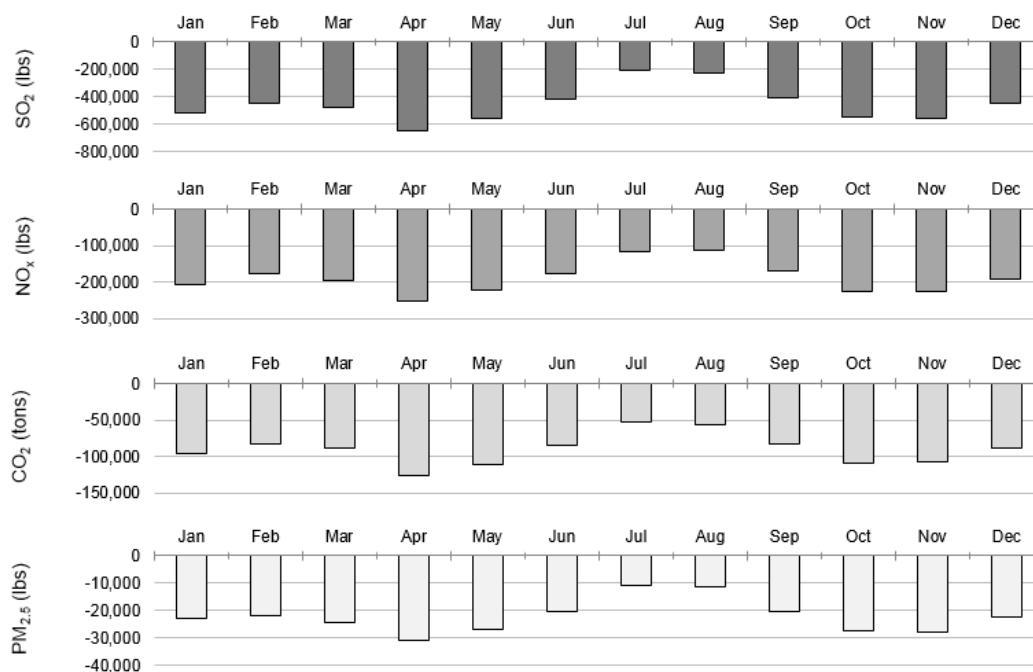 Jan Feb Mar Apr May Jun Jul Aug Sep Oct Nov Dec
SO₂ (lbs)
0
-200,000
-400,000
-600,000
-800,000
Jan Feb Mar Apr May Jun Jul Aug Sep Oct Nov Dec
NOₓ (lbs)
0
-100,000
-200,000
-300,000
Jan Feb Mar Apr May Jun Jul Aug Sep Oct Nov Dec
CO₂ (tons)
0
-50,000
-100,000
-150,000
Jan Feb Mar Apr May Jun Jul Aug Sep Oct Nov Dec
PM₂.₅ (lbs)
0
-10,000
-20,000
-30,000
-40,000